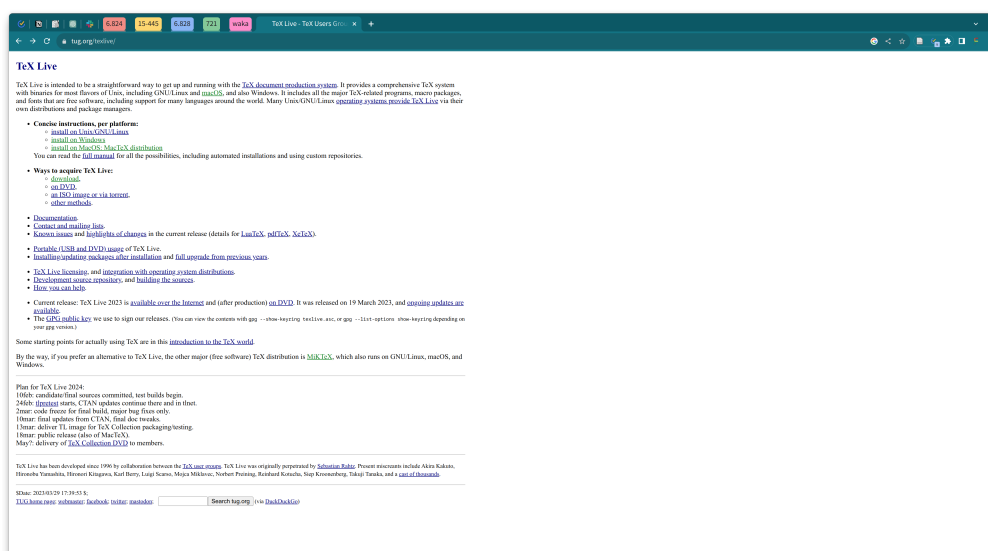 6.824
15-445
6.828
721
waka
TeX Live - TeX Users Gro
tug.org/texlive/
TeX Live
TeX Live is intended to be a straightforward way to get up and running with the TeX document production system. It provides a comprehensive TeX system
with binaries for most flavors of Unix, including GNU/Linux and macOS, and also Windows. It includes all the major TeX-related programs, macro packages,
and fonts that are free software, including support for many languages around the world. Many Unix/GNU/Linux operating systems provide TeX Live via their
own distributions and package managers.
• Concise instructions, per platform:
◦ install on Unix/GNU/Linux
◦ install on Windows
◦ install on MacOS: MacTeX distribution
You can read the full manual for all the possibilities, including automated installations and using custom repositories.
• Ways to acquire TeX Live:
◦ download,
◦ on DVD,
◦ an ISO image or via torrent,
◦ other methods.
• Documentation.
• Contact and mailing lists.
• Known issues and highlights of changes in the current release (details for LuaTeX, pdfTeX, XeTeX).
• Portable (USB and DVD) usage of TeX Live.
• Installing/updating packages after installation and full upgrade from previous years.
• TeX Live licensing, and integration with operating system distributions.
• Development source repository, and building the sources.
• How you can help.
• Current release: TeX Live 2023 is available over the Internet and (after production) on DVD. It was released on 19 March 2023, and ongoing updates are
available.
• The GPG public key we use to sign our releases. (You can view the contents with gpg --show-keyring texlive.asc, or gpg --list-options show-keyring depending on
your gpg version.)
Some starting points for actually using TeX are in this introduction to the TeX world.
By the way, if you prefer an alternative to TeX Live, the other major (free software) TeX distribution is MiKTeX, which also runs on GNU/Linux, macOS, and
Windows.
Plan for TeX Live 2024:
10feb: candidate/final sources committed, test builds begin.
24feb: tlpretest starts, CTAN updates continue there and in tlnet.
2mar: code freeze for final build, major bug fixes only.
10mar: final updates from CTAN, final doc tweaks.
13mar: deliver TL image for TeX Collection packaging/testing.
18mar: public release (also of MacTeX).
May?: delivery of TeX Collection DVD to members.
TeX Live has been developed since 1996 by collaboration between the TeX user groups. TeX Live was originally perpetrated by Sebastian Rahtz. Present miscreants include Akira Kakuto,
Hironobu Yamashita, Hironori Kitagawa, Karl Berry, Luigi Scarso, Mojca Miklavec, Norbert Preining, Reinhard Kotucha, Siep Kroonenberg, Takuji Tanaka, and a cast of thousands.
$Date: 2023/03/29 17:39:53 $;
TUG home page; webmaster; facebook; twitter; mastodon; Search tug.org (via DuckDuckGo)